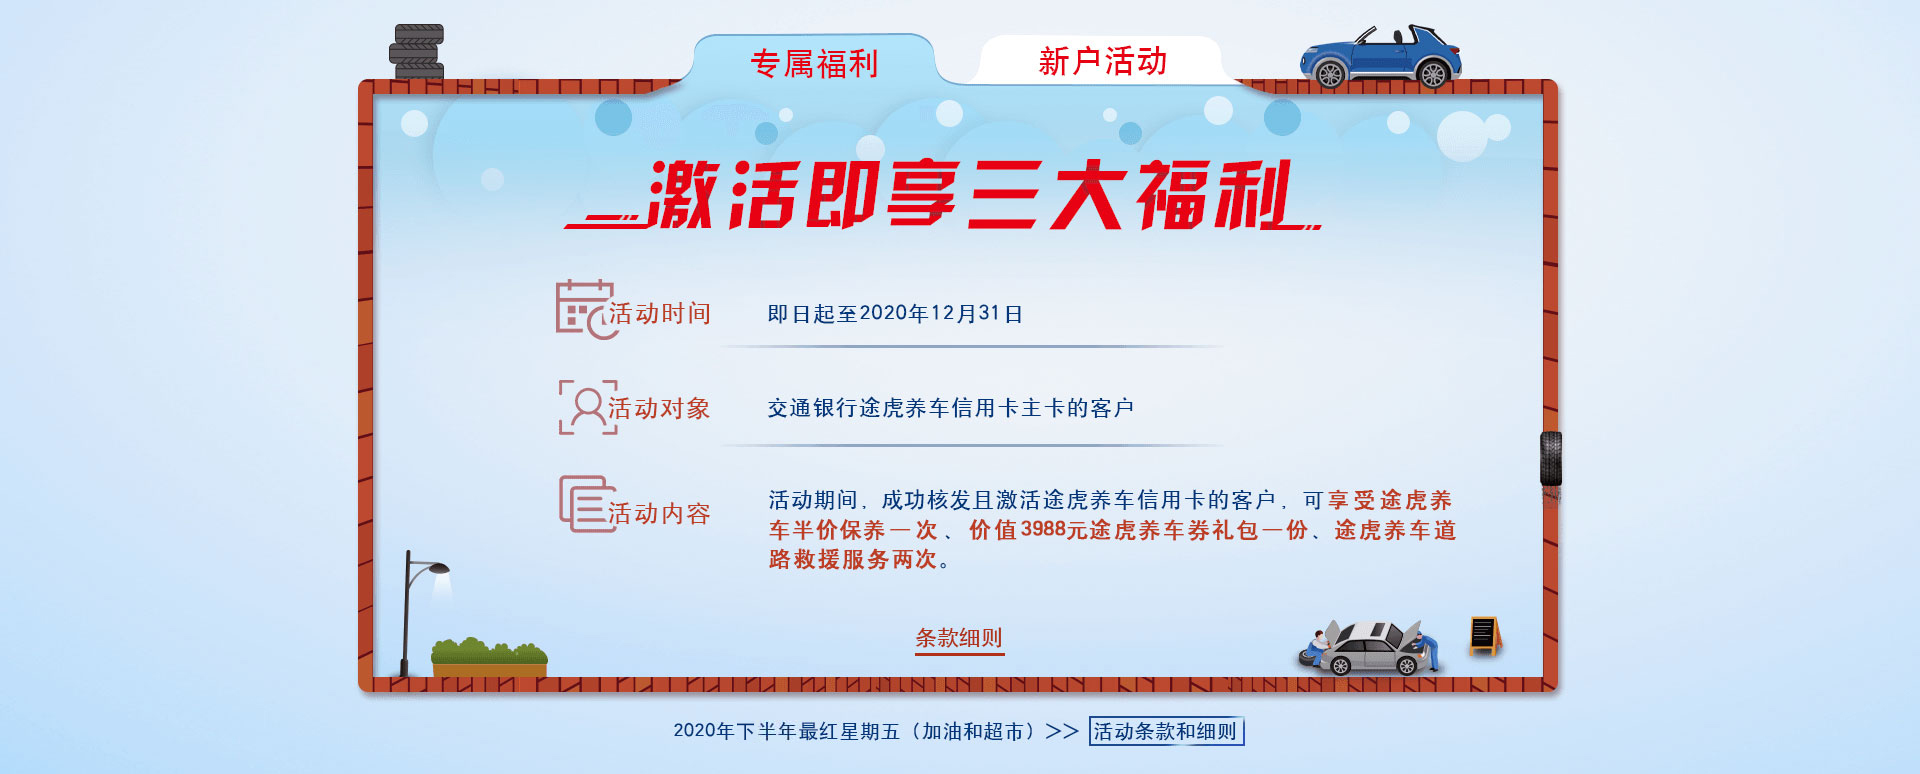 专属福利
新户活动
激活即享三大福利
活动时间
即日起至2020年12月31日
活动对象
交通银行途虎养车信用卡主卡的客户
活动内容
活动期间，成功核发且激活途虎养车信用卡的客户，可享受途虎养
车半价保养一次、价值3988元途虎养车券礼包一份、途虎养车道
路救援服务两次。
条款细则
2020年下半年最红星期五（加油和超市）>> 活动条款和细则